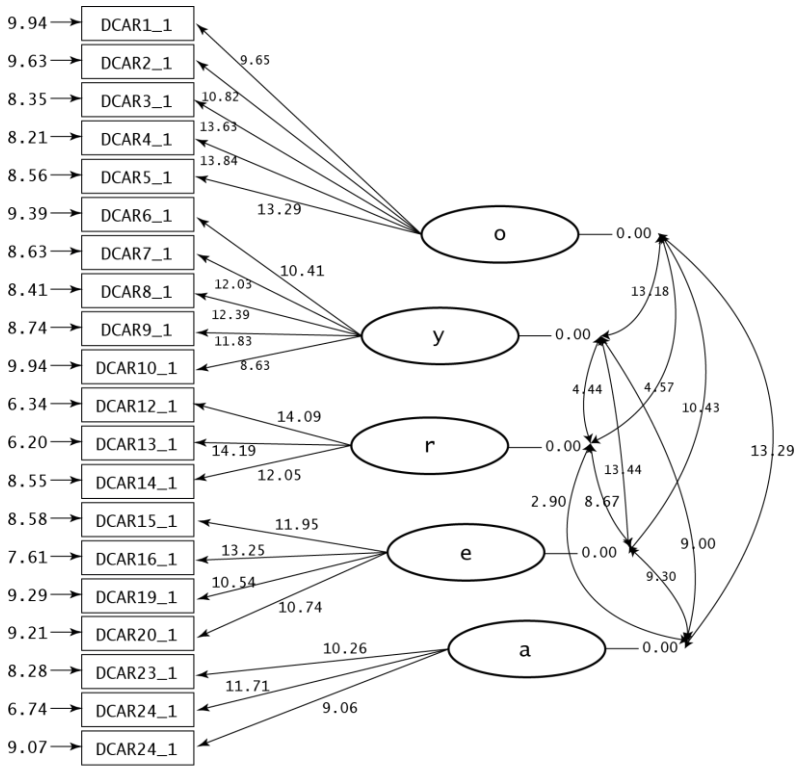 9.94 DCAR1_1
9.65
9.63 DCAR2_1
8.35 DCAR3_1
10.82
13.63
8.21 DCAR4_1
13.84
8.56 DCAR5_1
13.29
9.39 DCAR6_1
o 0.00
8.63 DCAR7_1
10.41
8.41 DCAR8_1
12.03
13.18
12.39
8.74 DCAR9_1
y 0.00
11.83
9.94 DCAR10_1
8.63
4.44 4.57
6.34 DCAR12_1
14.09
10.43
6.20 DCAR13_1
r 0.00
14.19
13.29
8.55 DCAR14_1
12.05
13.44
2.90 8.67
8.58 DCAR15_1
11.95
9.00
7.61 DCAR16_1
13.25
e 0.00
9.29 DCAR19_1
10.54
9.30
10.74
9.21 DCAR20_1
a 0.00
10.26
8.28 DCAR23_1
11.71
6.74 DCAR24_1
9.06
9.07 DCAR24_1